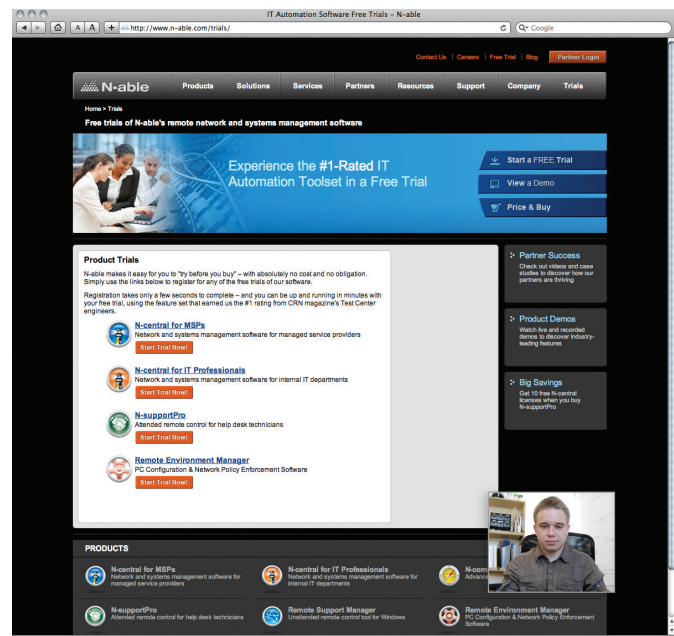 IT Automation Software Free Trials – N-able
A A + http://www.n-able.com/trials/
Google
Contact Us | Careers | Free Trial | Blog
Partner Login
N-able
Products Solutions Services Partners Resources Support Company Trials
Home > Trials
Free trials of N-able's remote network and systems management software
Experience the #1-Rated IT
Automation Toolset in a Free Trial
Start a FREE Trial
View a Demo
Price & Buy
Product Trials
N-able makes it easy for you to "try before you buy" – with absolutely no cost and no obligation.
Simply use the links below to register for any of the free trials of our software.
Registration takes only a few seconds to complete – and you can be up and running in minutes with
your free trial, using the feature set that earned us the #1 rating from CRN magazine's Test Center
engineers.
N-central for MSPs
Network and systems management software for managed service providers
Start Trial Now!
N-central for IT Professionals
Network and systems management software for internal IT departments
Start Trial Now!
N-supportPro
Attended remote control for help desk technicians
Start Trial Now!
Remote Environment Manager
PC Configuration & Network Policy Enforcement
Software
Start Trial Now!
Partner Success
Check out videos and case
studies to discover how our
partners are thriving
Product Demos
Watch live and recorded
demos to discover industry-
leading features
Big Savings
Get 10 free N-central
licenses when you buy
N-supportPro
PRODUCTS
N-central for MSPs
Network and systems management software for
managed service providers
N-central for IT Professionals
Network and systems management software for
internal IT departments
N-com
Advance
N-supportPro
Attended remote control for help desk technicians
Remote Support Manager
Unattended remote control tool for Windows
Remote Environment Manager
PC Configuration & Network Policy Enforcement
Software